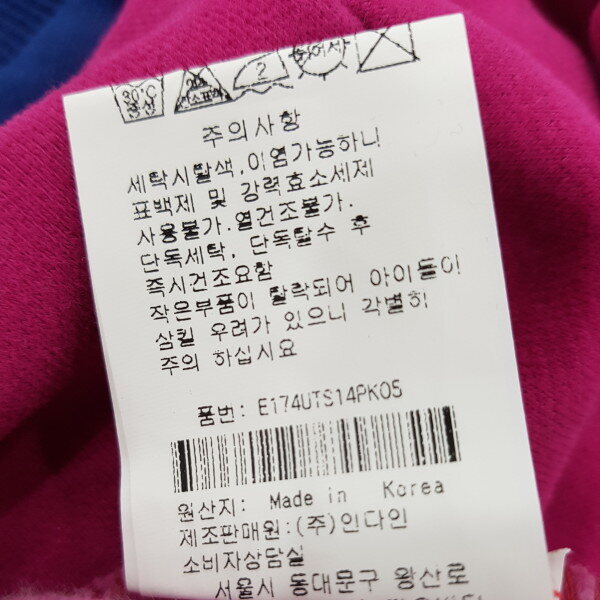 30℃
중성
산소표백
2
주의사항
세탁시탈색,이염가능하니
표백제 및 강력효소세제
사용불가.열건조불가.
단독세탁, 단독탈수 후
즉시건조요함
작은부품이 탈락되어 아이들이
삼킬 우려가 있으니 각별히
주의 하십시요
품번: E174UTS14PK05
원산지: Made in Korea
제조판매원:(주)인다인
소비자상담실
서울시 동대문구 왕산로